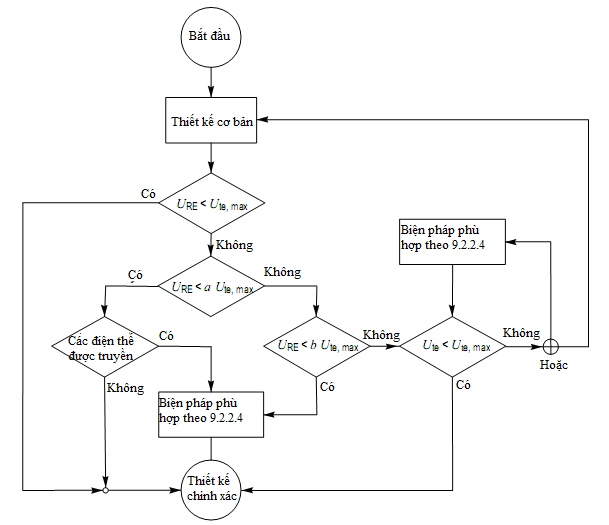 Bắt đầu
Thiết kế cơ bản
Có
URE < Ute, max
Không
Biện pháp phù
hợp theo 9.2.2.4
Có
URE < a Ute, max
Không
Các điện thế
được truyền
Có
URE < b Ute, max
Không
Ute < Ute, max
Không
Hoặc
Không
Có
Có
Biện pháp phù
hợp theo 9.2.2.4
Thiết kế
chính xác